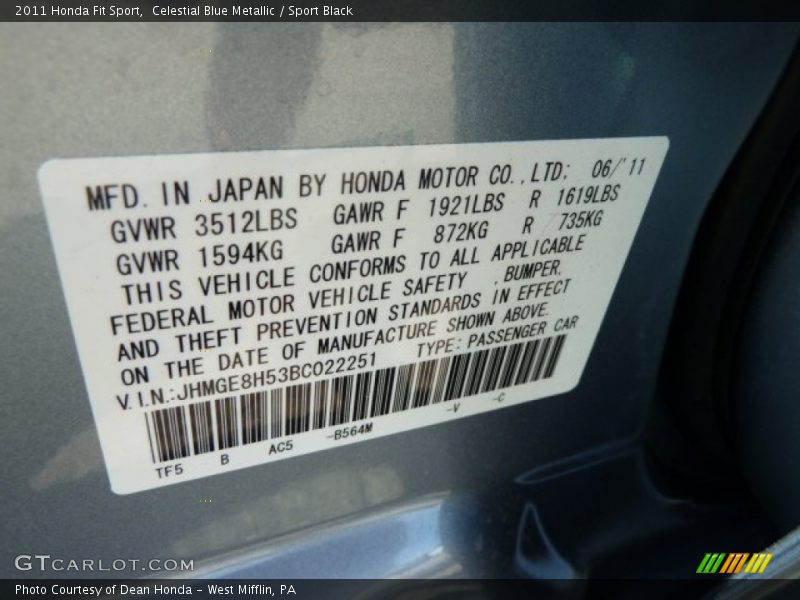 2011 Honda Fit Sport,  Celestial Blue Metallic / Sport Black
MFD. IN JAPAN BY HONDA MOTOR CO.,LTD; 06/'11
GVWR 3512LBS GAWR F 1921LBS R 1619LBS
GVWR 1594KG GAWR F 872KG R 735KG
THIS VEHICLE CONFORMS TO ALL APPLICABLE
FEDERAL MOTOR VEHICLE SAFETY ,BUMPER,
AND THEFT PREVENTION STANDARDS IN EFFECT
ON THE DATE OF MANUFACTURE SHOWN ABOVE.
V.I.N.:JHMGE8H53BC022251 TYPE: PASSENGER CAR
TF5 B AC5 -B564M -V -C
GTCARLOT.COM
Photo Courtesy of Dean Honda - West Mifflin, PA